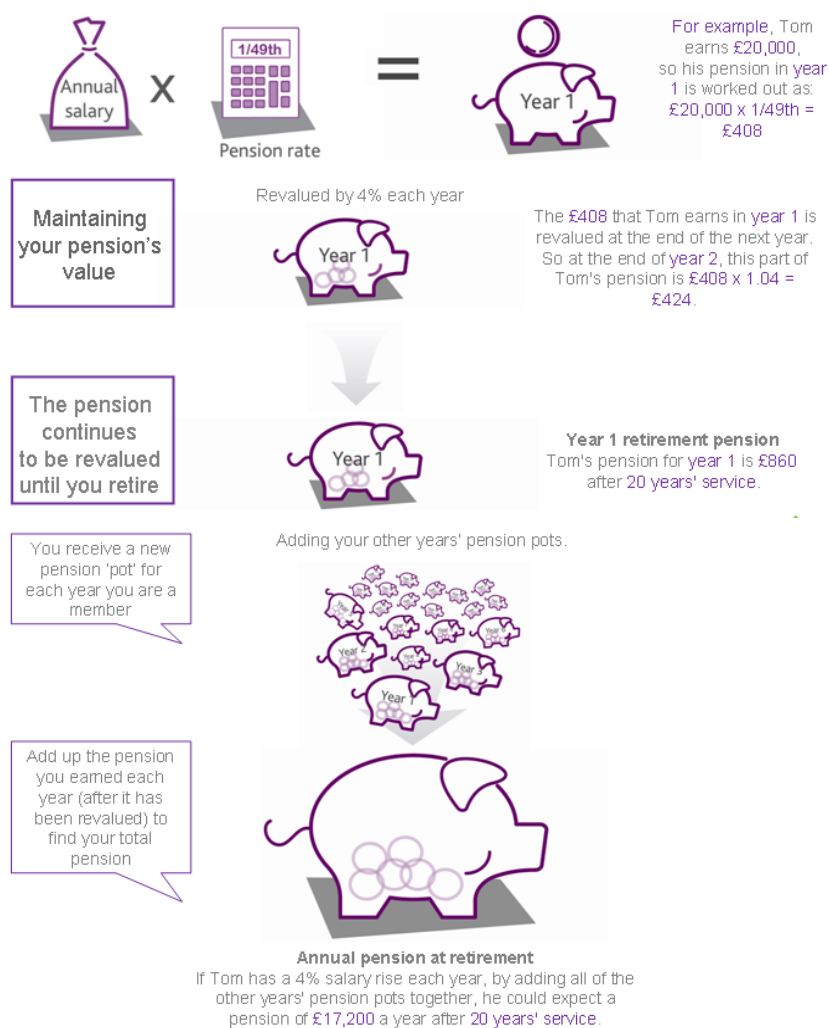 Annual
salary
x
1/49th
Pension rate
=
Year 1
For example, Tom
earns £20,000,
so his pension in year
1 is worked out as:
£20,000 x 1/49th =
£408
Maintaining
your pension's
value
Revalued by 4% each year
Year 1
The £408 that Tom earns in year 1 is
revalued at the end of the next year.
So at the end of year 2, this part of
Tom's pension is £408 x 1.04 =
£424.
The pension
continues
to be revalued
until you retire
Year 1
Year 1 retirement pension
Tom's pension for year 1 is £860
after 20 years' service.
You receive a new
pension 'pot' for
each year you are a
member
Adding your other years' pension pots.
Year 2
Year 3
Year 1
Add up the pension
you earned each
year (after it has
been revalued) to
find your total
pension
Annual pension at retirement
If Tom has a 4% salary rise each year, by adding all of the
other years' pension pots together, he could expect a
pension of £17,200 a year after 20 years' service.